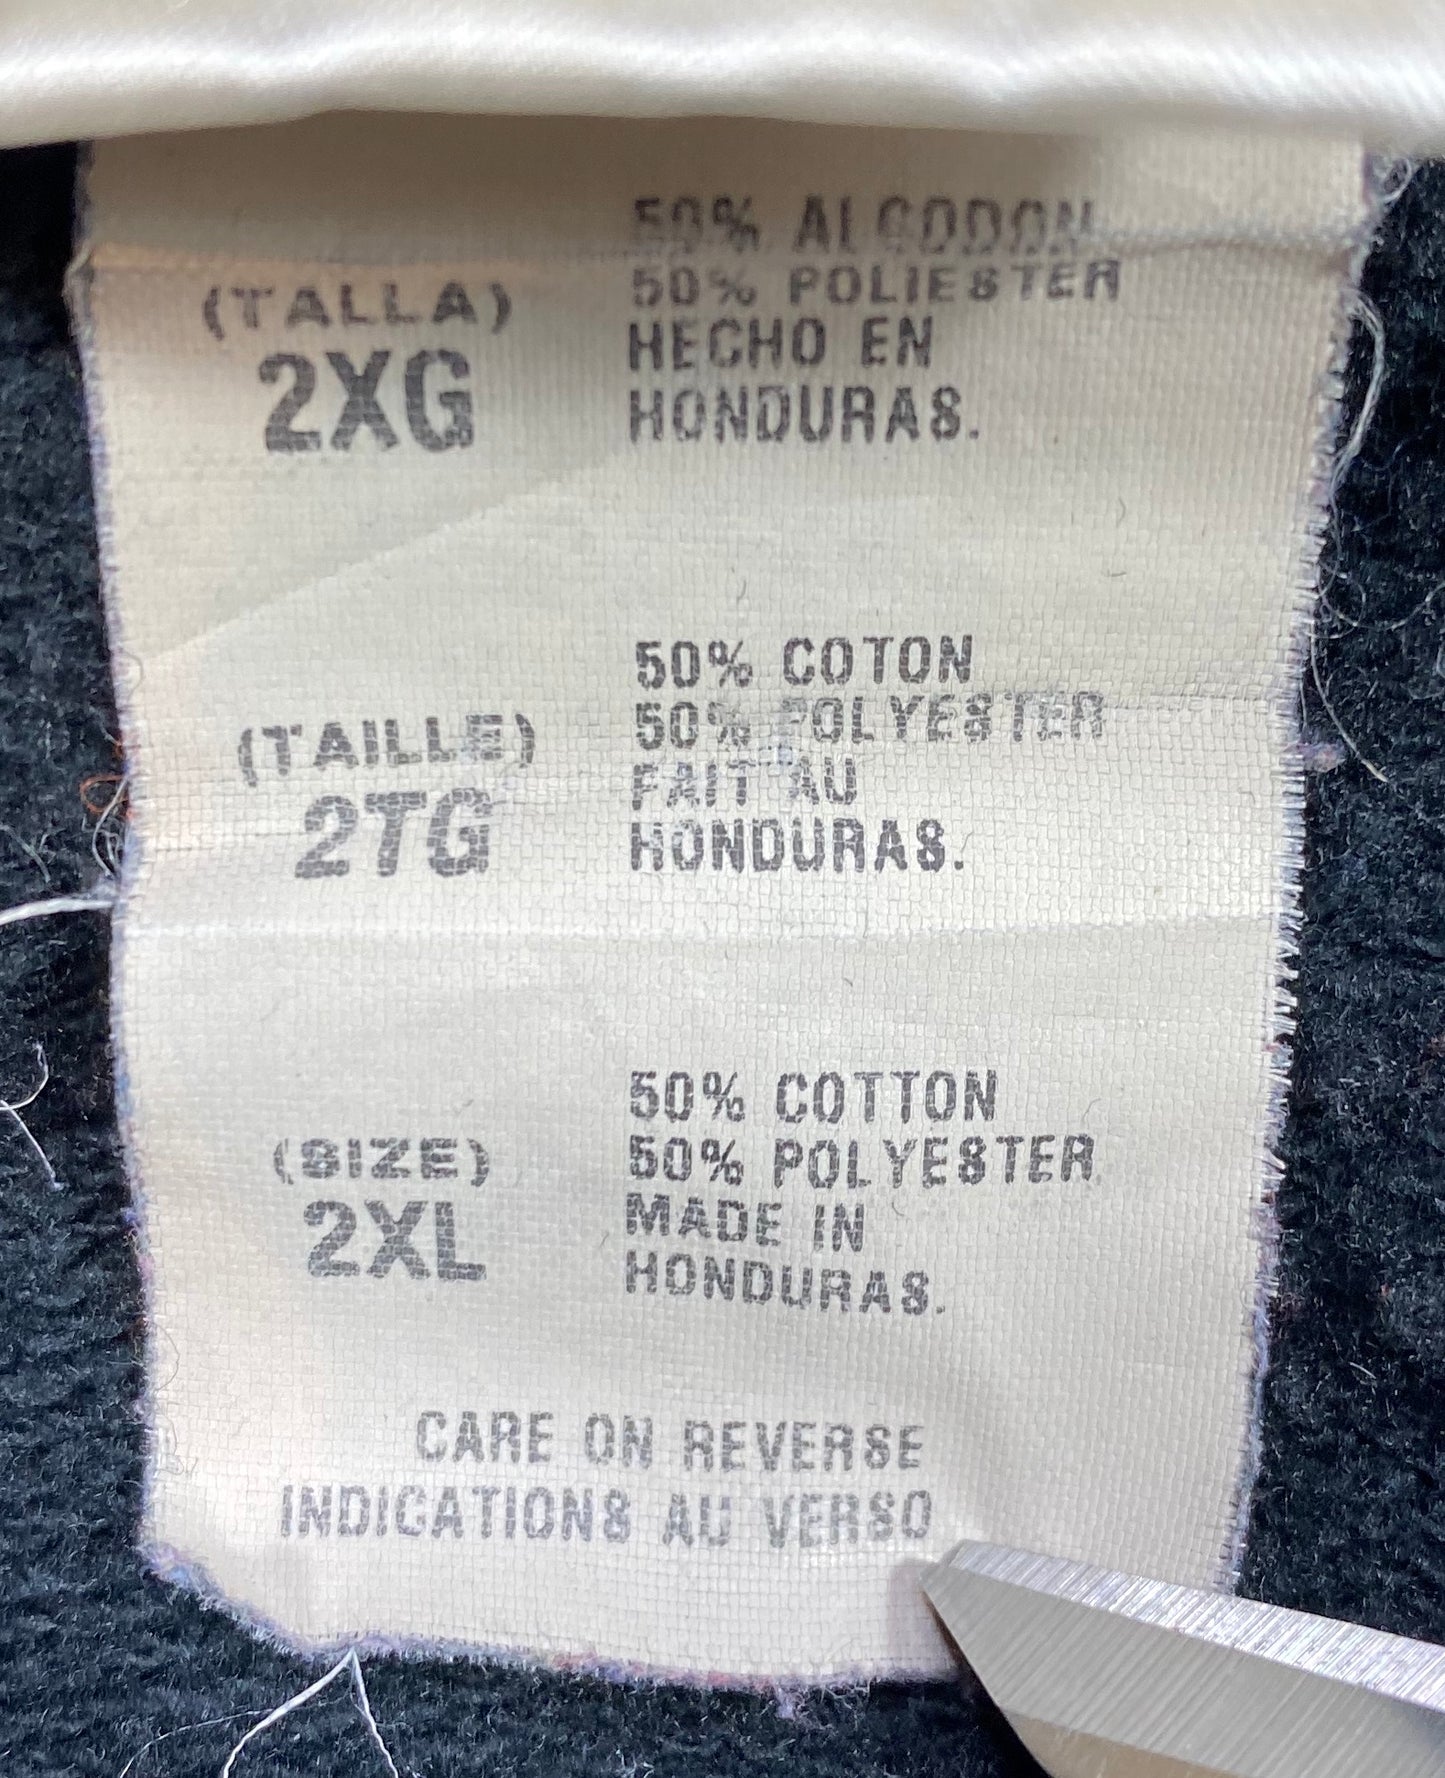 50% ALGODON
50% POLIESTER
(TALLA) HECHO EN
2XG HONDURAS.
50% COTON
50% POLYESTER
(TAILLE) FAIT AU
2TG HONDURAS.
50% COTTON
(SIZE) 50% POLYESTER
2XL MADE IN
HONDURAS.
CARE ON REVERSE
INDICATIONS AU VERSO